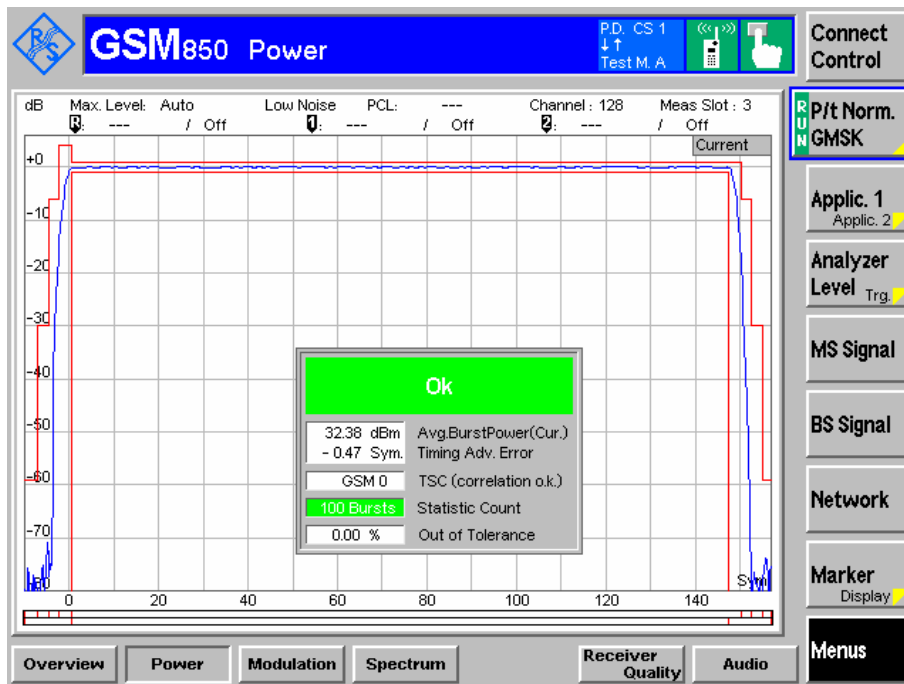 R&S
GSM850 Power
P.D. CS 1
Test M. A
Connect Control
dB Max. Level: Auto Low Noise PCL: --- Channel : 128 Meas Slot : 3
R: --- / Off 1: --- / Off 2: --- / Off
Current
RUN
P/t Norm. GMSK
Applic. 1
Applic. 2
Analyzer Level
Trg.
MS Signal
BS Signal
Network
Marker
Display
Menus
+0
-10
-20
-30
-40
-50
-60
-70
Sym
0 20 40 60 80 100 120 140
Ok
32.38 dBm Avg.BurstPower(Cur.)
- 0.47 Sym. Timing Adv. Error
GSM 0 TSC (correlation o.k.)
100 Bursts Statistic Count
0.00 % Out of Tolerance
Overview Power Modulation Spectrum Receiver Quality Audio